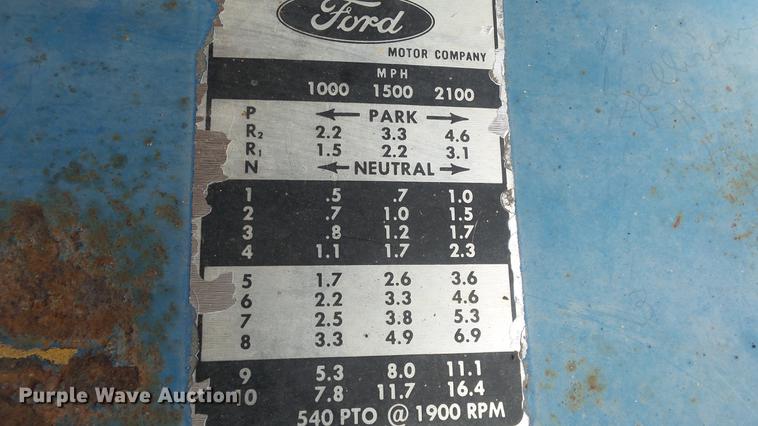 Ford
MOTOR COMPANY
MPH
1000 1500 2100
P ← PARK →
R2 2.2 3.3 4.6
R1 1.5 2.2 3.1
N ← NEUTRAL →
1 .5 .7 1.0
2 .7 1.0 1.5
3 .8 1.2 1.7
4 1.1 1.7 2.3
5 1.7 2.6 3.6
6 2.2 3.3 4.6
7 2.5 3.8 5.3
8 3.3 4.9 6.9
9 5.3 8.0 11.1
10 7.8 11.7 16.4
540 PTO @ 1900 RPM
Purple Wave Auction